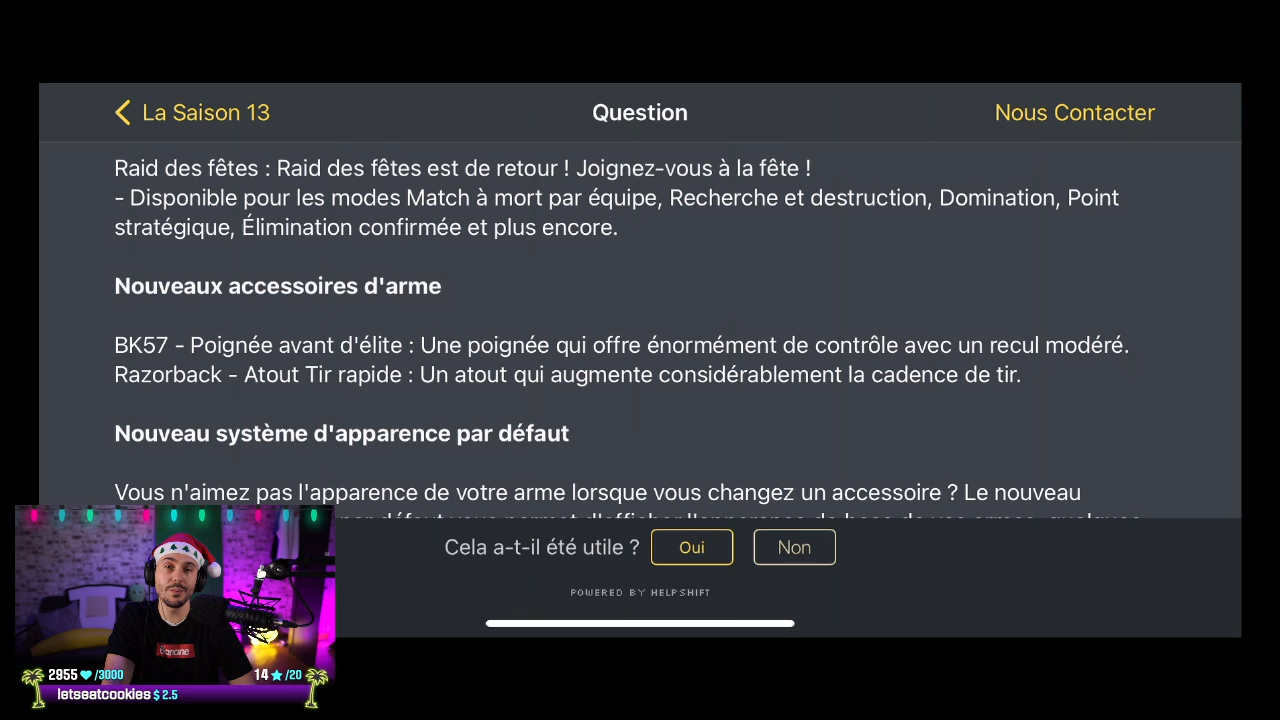 La Saison 13
Question
Nous Contacter
Raid des fêtes : Raid des fêtes est de retour ! Joignez-vous à la fête !
- Disponible pour les modes Match à mort par équipe, Recherche et destruction, Domination, Point
stratégique, Élimination confirmée et plus encore.
Nouveaux accessoires d'arme
BK57 - Poignée avant d'élite : Une poignée qui offre énormément de contrôle avec un recul modéré.
Razorback - Atout Tir rapide : Un atout qui augmente considérablement la cadence de tir.
Nouveau système d'apparence par défaut
Vous n'aimez pas l'apparence de votre arme lorsque vous changez un accessoire ? Le nouveau
Cela a-t-il été utile ?
Oui
Non
POWERED BY HELPSHIFT
2955 /3000
14 /20
letseatcookies $ 2.5